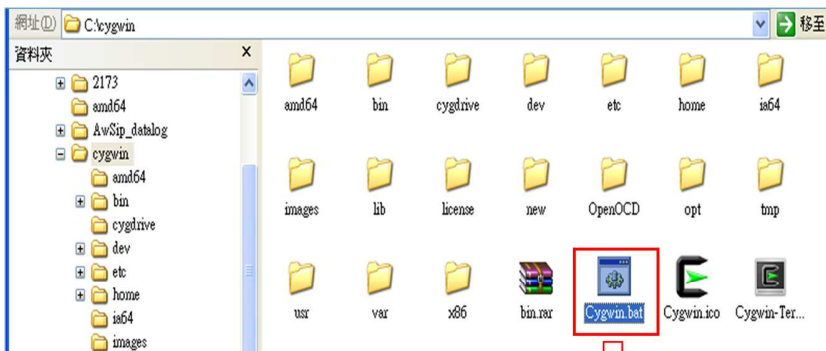 網址(D) C:\cygwin 移至
資料夾 x
2173
amd64
AwSip_datalog
cygwin
amd64
bin
cygdrive
dev
etc
home
ia64
images
amd64 bin cygdrive dev etc home ia64
images lib license new OpenOCD opt tmp
usr var x86 bin.rar Cygwin.bat Cygwin.ico Cygwin-Ter...